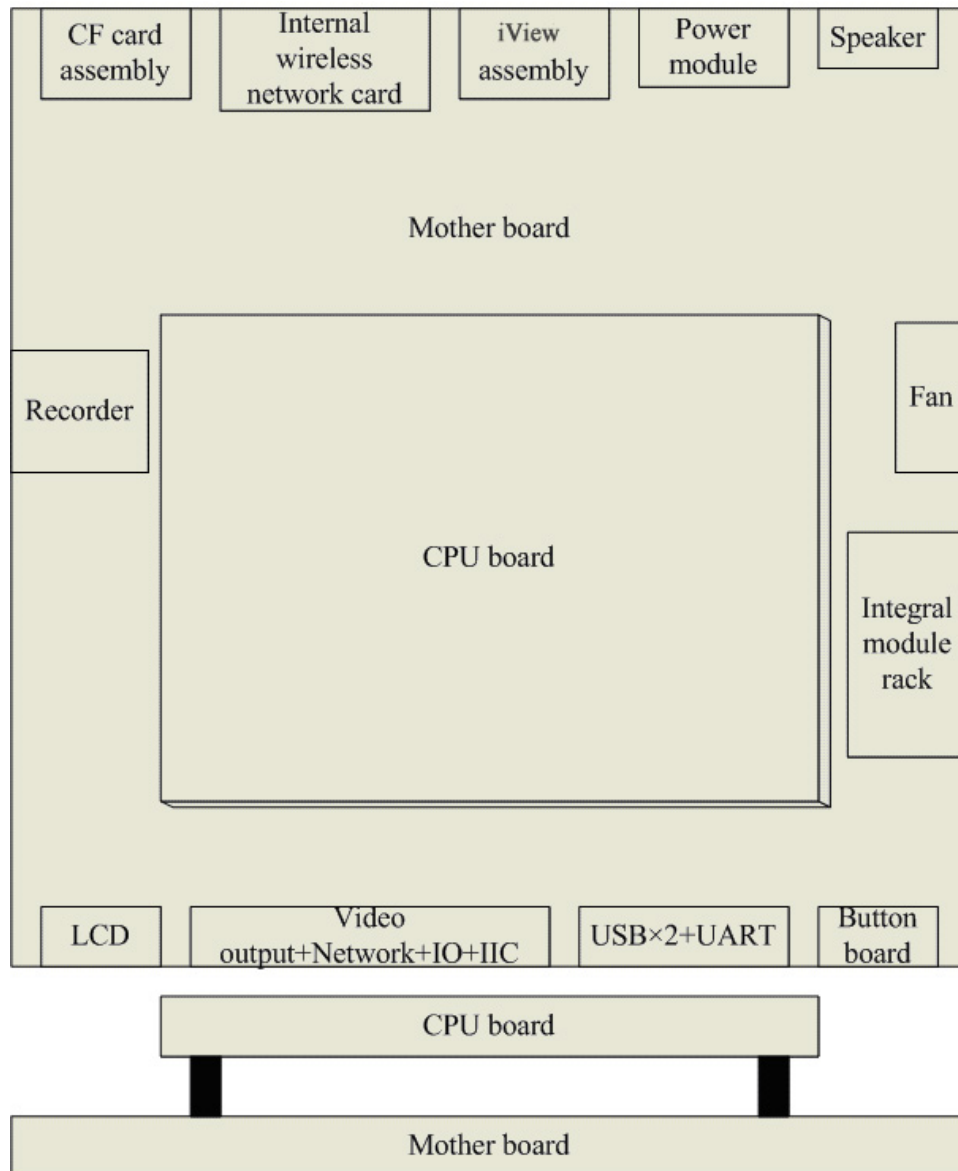 CF card
assembly
Internal
wireless
network card
iView
assembly
Power
module
Speaker
Mother board
Recorder
Fan
CPU board
Integral
module
rack
LCD
Video
output+Network+IO+IIC
USB×2+UART
Button
board
CPU board
Mother board